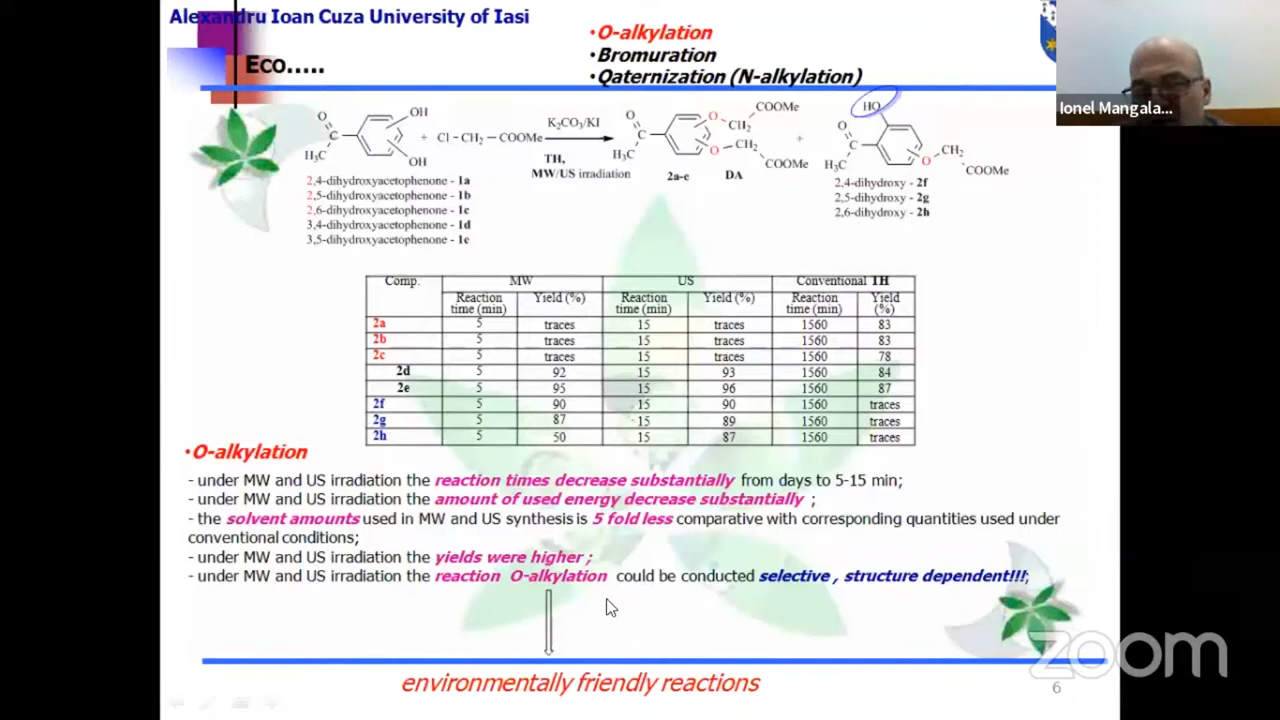 Alexandru Ioan Cuza University of Iasi
Eco.....
•O-alkylation
•Bromuration
•Qaternization (N-alkylation)
Ionel Mangala...
O
C
H3C
OH
OH
+ Cl−CH2−COOMe
K2CO3/KI
TH,
MW/US irradiation
O
C
H3C
O
CH2
COOMe
O
CH2
COOMe
2a-e
DA
+
HO
O
C
H3C
O
CH2
COOMe
2,4-dihydroxyacetophenone - 1a
2,5-dihydroxyacetophenone - 1b
2,6-dihydroxyacetophenone - 1c
3,4-dihydroxyacetophenone - 1d
3,5-dihydroxyacetophenone - 1e
2,4-dihydroxy - 2f
2,5-dihydroxy - 2g
2,6-dihydroxy - 2h
Comp. MW US Conventional TH
Reaction time (min) Yield (%) Reaction time (min) Yield (%) Reaction time (min) Yield (%)
2a 5 traces 15 traces 1560 83
2b 5 traces 15 traces 1560 83
2c 5 traces 15 traces 1560 78
2d 5 92 15 93 1560 84
2e 5 95 15 96 1560 87
2f 5 90 15 90 1560 traces
2g 5 87 15 89 1560 traces
2h 5 50 15 87 1560 traces
•O-alkylation
- under MW and US irradiation the reaction times decrease substantially from days to 5-15 min;
- under MW and US irradiation the amount of used energy decrease substantially ;
- the solvent amounts used in MW and US synthesis is 5 fold less comparative with corresponding quantities used under
conventional conditions;
- under MW and US irradiation the yields were higher ;
- under MW and US irradiation the reaction O-alkylation could be conducted selective , structure dependent!!!;
environmentally friendly reactions
6
zoom